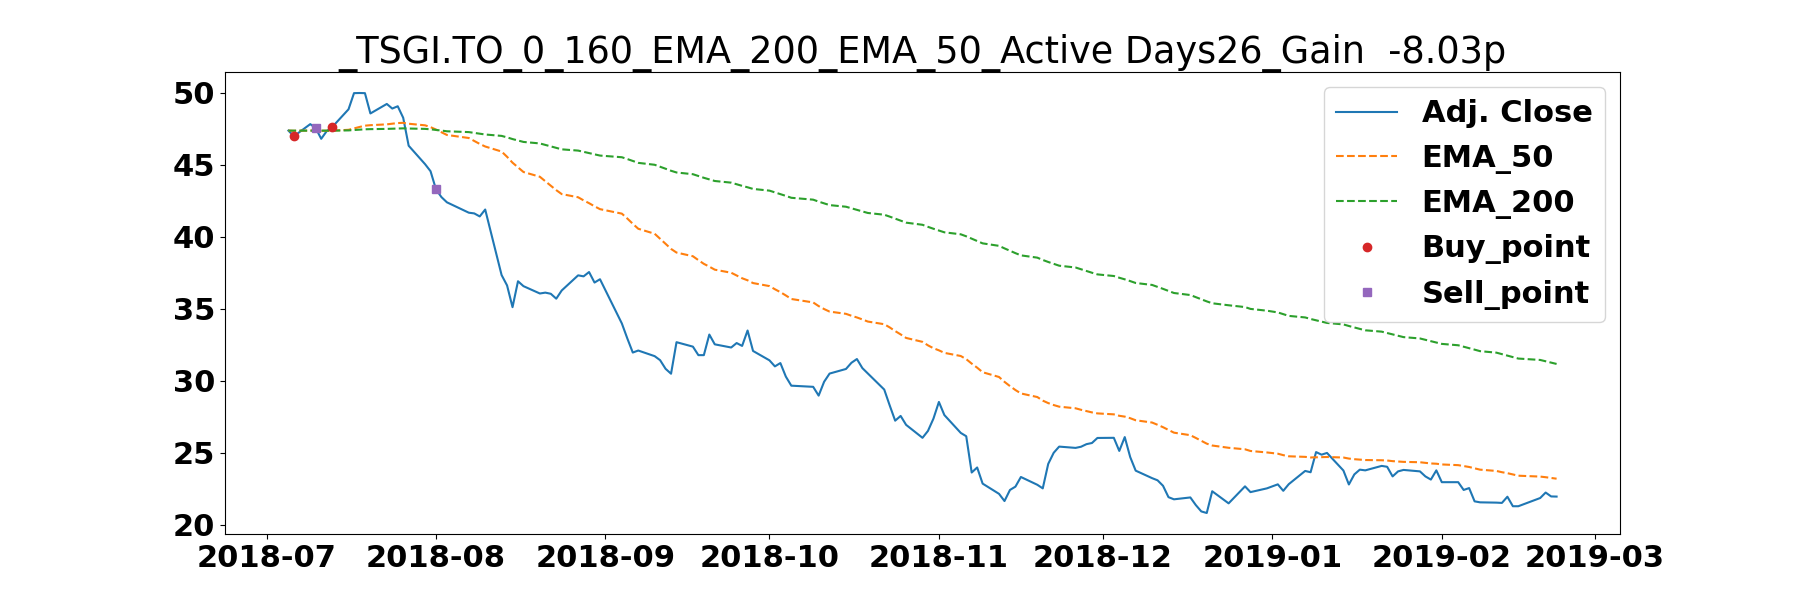 _TSGI.TO_0_160_EMA_200_EMA_50_Active Days26_Gain  -8.03p
50
45
40
35
30
25
20
Adj. Close
EMA_50
EMA_200
Buy_point
Sell_point
2018-07 2018-08 2018-09 2018-10 2018-11 2018-12 2019-01 2019-02 2019-03